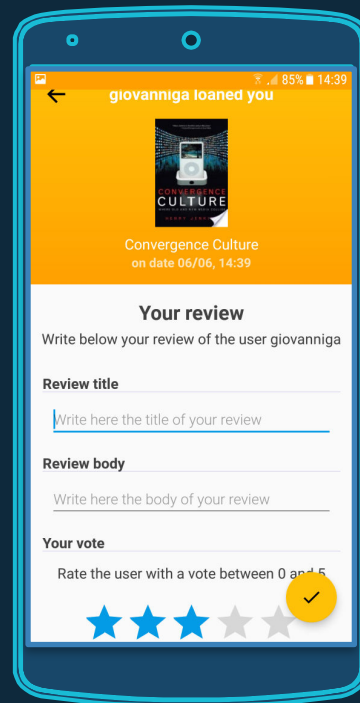 85% 14:39
giovanniga loaned you
CONVERGENCE
CULTURE
Convergence Culture
on date 06/06, 14:39
Your review
Write below your review of the user giovanniga
Review title
Write here the title of your review
Review body
Write here the body of your review
Your vote
Rate the user with a vote between 0 and 5